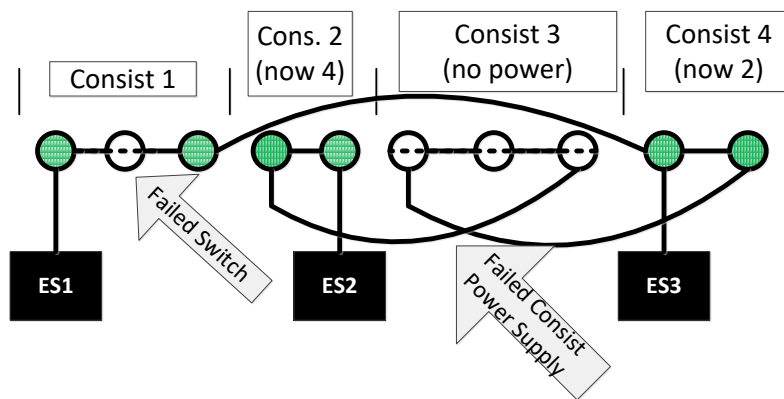 Consist 1
Cons. 2
(now 4)
Consist 3
(no power)
Consist 4
(now 2)
Failed Switch
Failed Consist
Power Supply
ES1
ES2
ES3